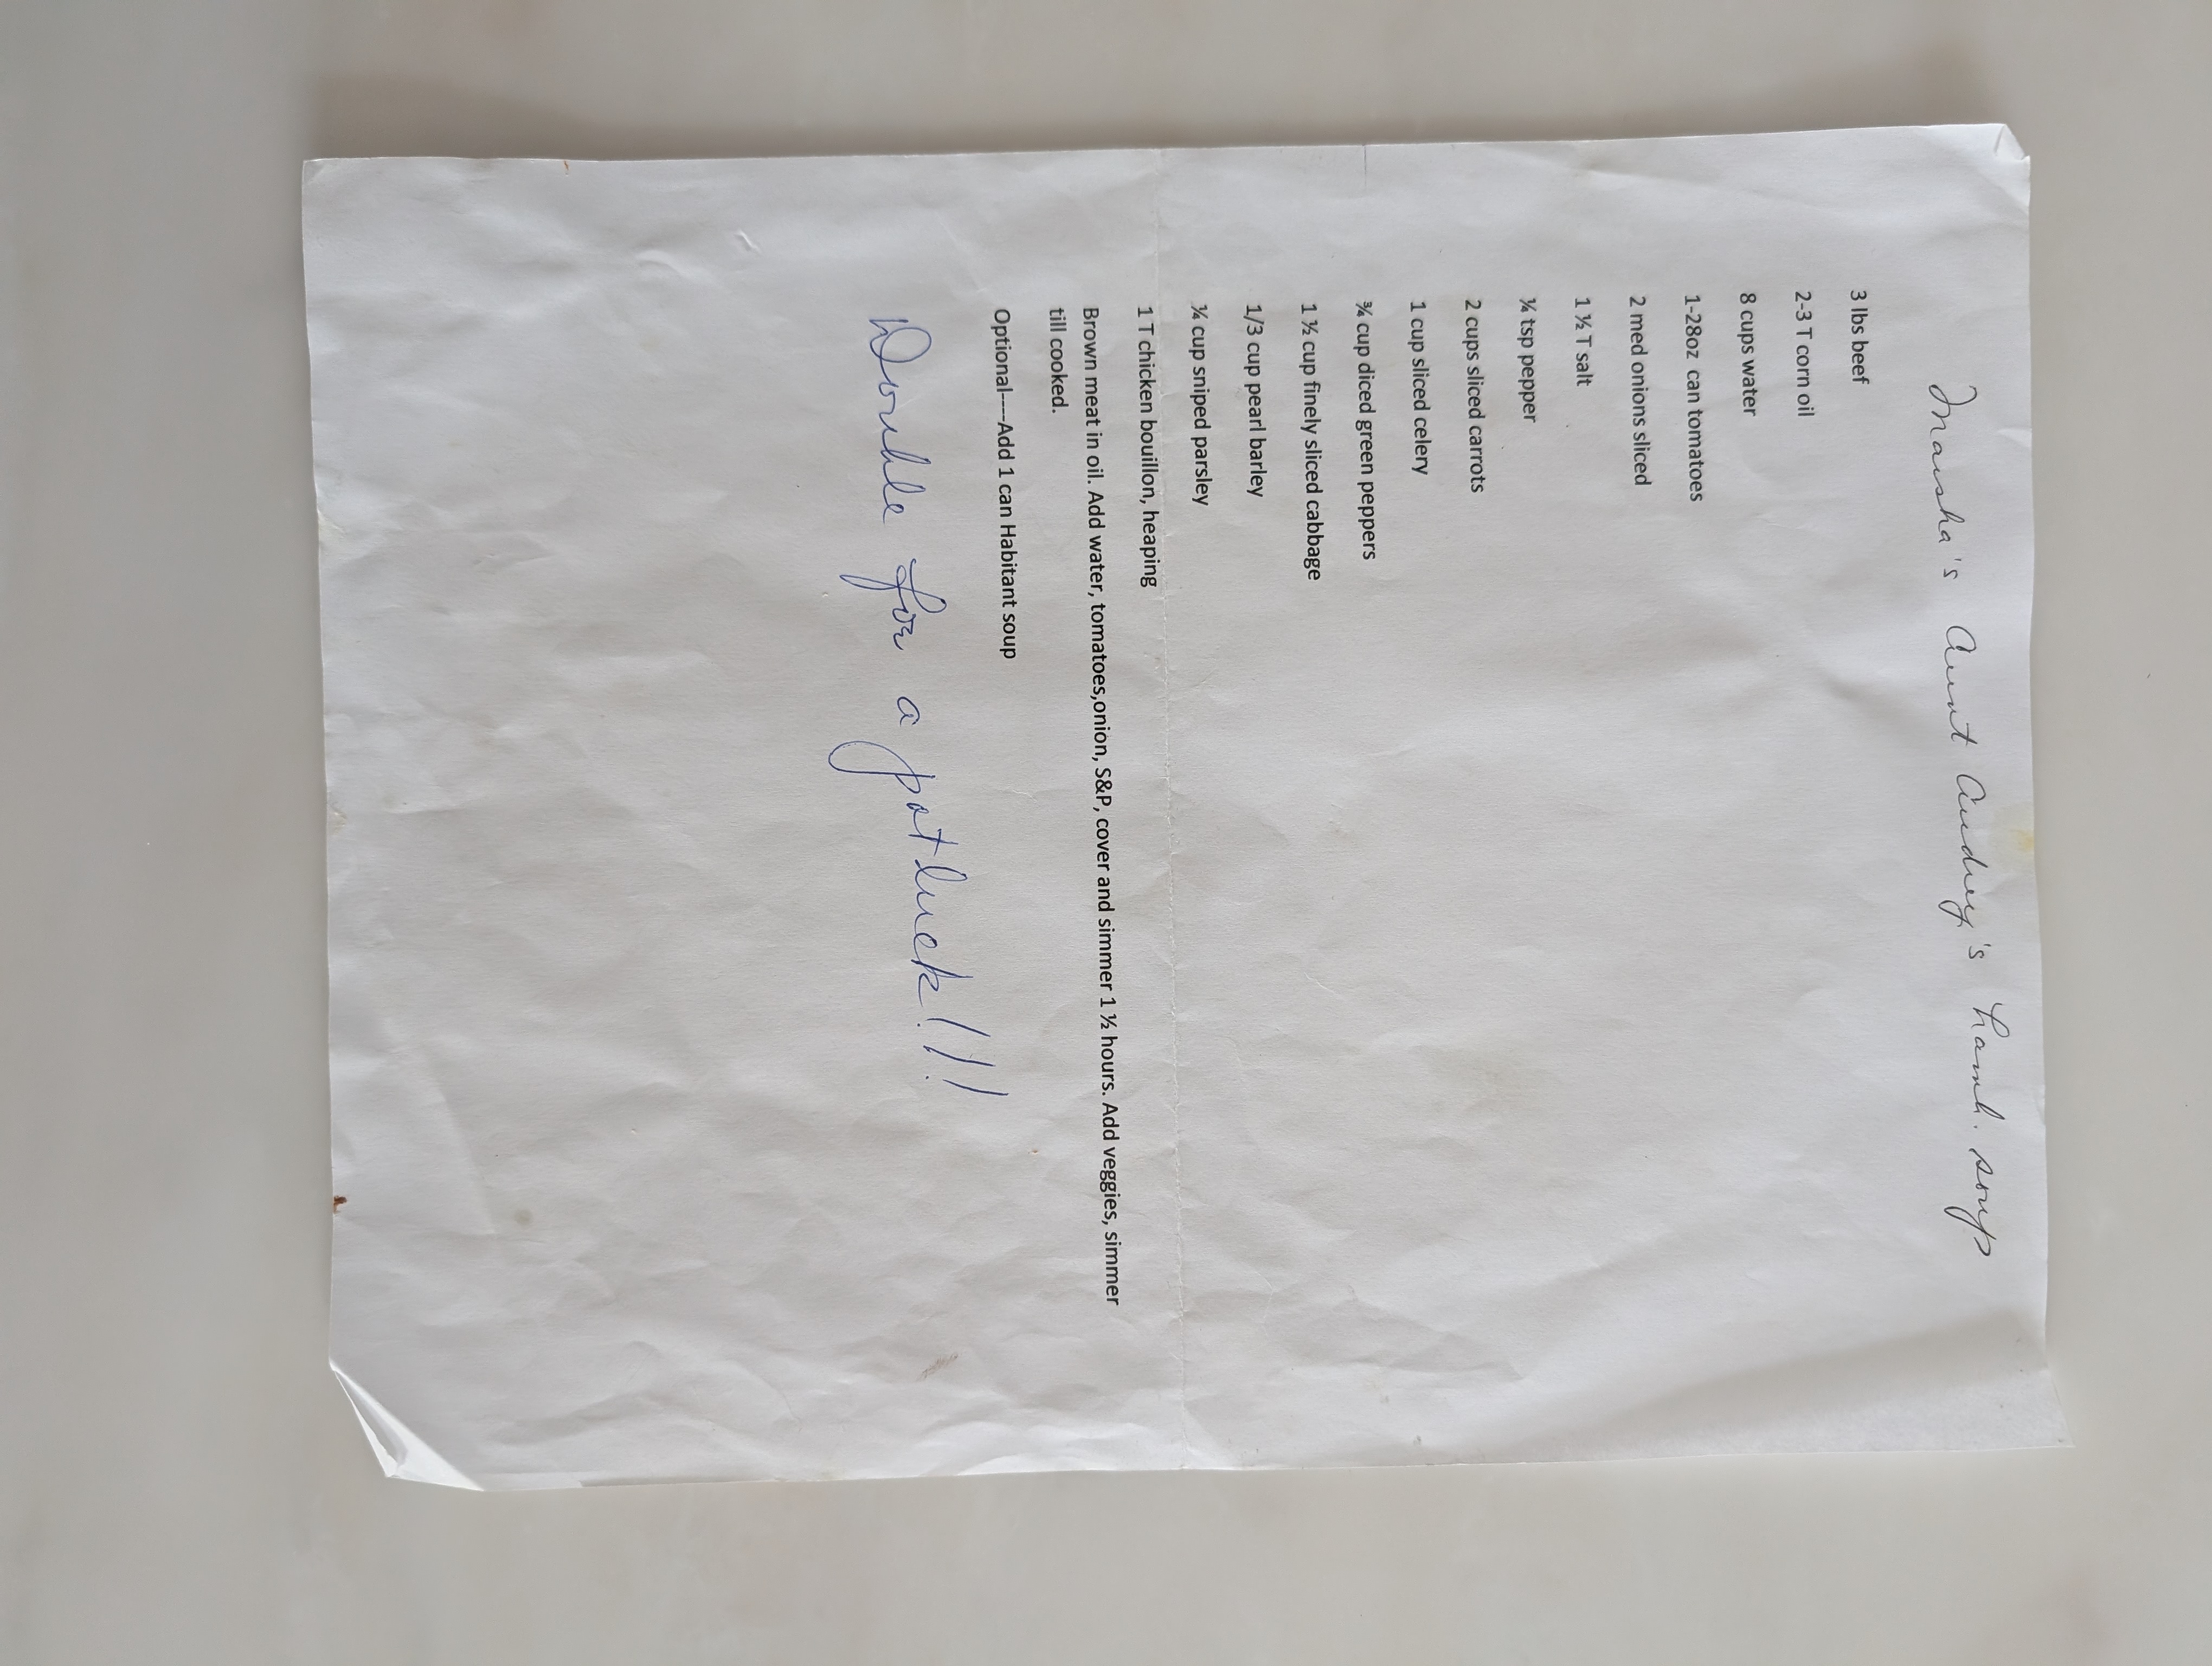 Marsha's Aunt Audrey's hamb. soup
3 lbs beef
2-3 T corn oil
8 cups water
1-28oz  can tomatoes
2 med onions sliced
1 ½ T salt
¼ tsp pepper
2 cups sliced carrots
1 cup sliced celery
¾ cup diced green peppers
1 ½ cup finely sliced cabbage
1/3 cup pearl barley
¼ cup sniped parsley
1 T chicken bouillon, heaping
Brown meat in oil. Add water, tomatoes,onion, S&P, cover and simmer 1 ½ hours. Add veggies, simmer
till cooked.
Optional----Add 1 can Habitant soup
Double for a potluck!!!